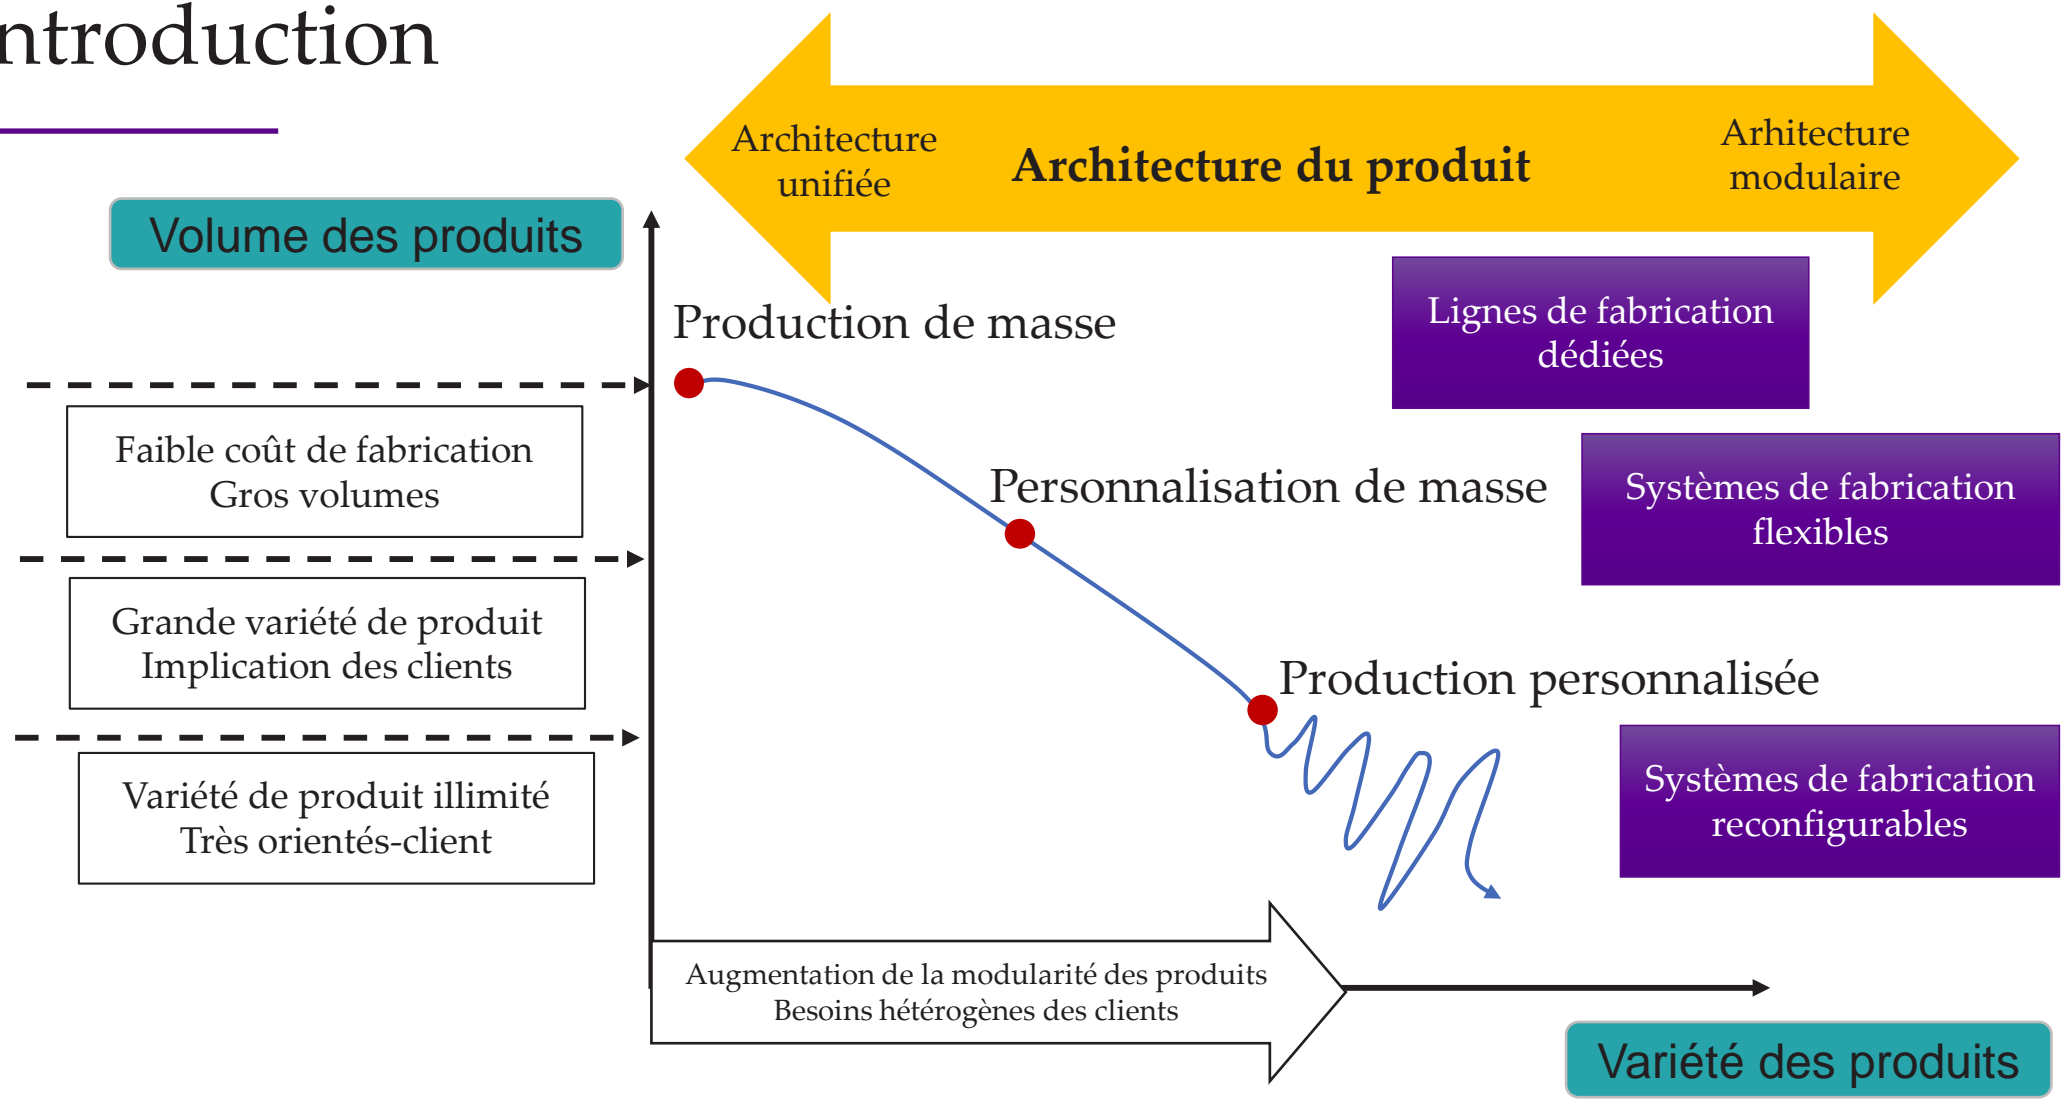 ntroduction
Architecture
unifiée
Architecture du produit
Arhitecture
modulaire
Volume des produits
Production de masse
Lignes de fabrication
dédiées
Faible coût de fabrication
Gros volumes
Personnalisation de masse
Systèmes de fabrication
flexibles
Grande variété de produit
Implication des clients
Production personnalisée
Variété de produit illimité
Très orientés-client
Systèmes de fabrication
reconfigurables
Augmentation de la modularité des produits
Besoins hétérogènes des clients
Variété des produits